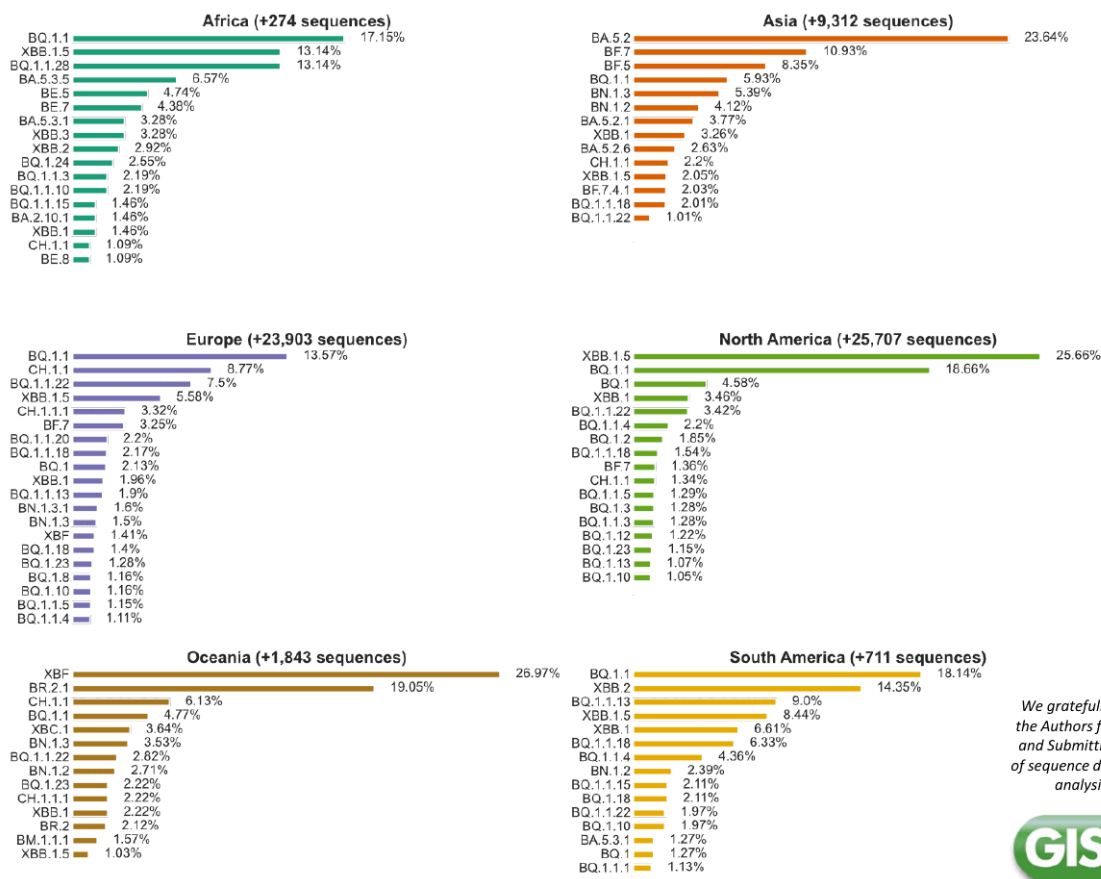 Africa (+274 sequences)
BQ.1.1 17.15%
XBB.1.5 13.14%
BQ.1.1.28 13.14%
BA.5.3.5 6.57%
BE.5 4.74%
BE.7 4.38%
BA.5.3.1 3.28%
XBB.3 3.28%
XBB.2 2.92%
BQ.1.24 2.55%
BQ.1.1.3 2.19%
BQ.1.1.10 2.19%
BQ.1.1.15 1.46%
BA.2.10.1 1.46%
XBB.1 1.46%
CH.1.1 1.09%
BE.8 1.09%
Asia (+9,312 sequences)
BA.5.2 23.64%
BF.7 10.93%
BF.5 8.35%
BQ.1.1 5.93%
BN.1.3 5.39%
BN.1.2 4.12%
BA.5.2.1 3.77%
XBB.1 3.26%
BA.5.2.6 2.63%
CH.1.1 2.2%
XBB.1.5 2.05%
BF.7.4.1 2.03%
BQ.1.1.18 2.01%
BQ.1.1.22 1.01%
Europe (+23,903 sequences)
BQ.1.1 13.57%
CH.1.1 8.77%
BQ.1.1.22 7.5%
XBB.1.5 5.58%
CH.1.1.1 3.32%
BF.7 3.25%
BQ.1.1.20 2.2%
BQ.1.1.18 2.17%
BQ.1 2.13%
XBB.1 1.96%
BQ.1.1.13 1.9%
BN.1.3.1 1.6%
BN.1.3 1.5%
XBF 1.41%
BQ.1.18 1.4%
BQ.1.23 1.28%
BQ.1.8 1.16%
BQ.1.10 1.16%
BQ.1.1.5 1.15%
BQ.1.1.4 1.11%
North America (+25,707 sequences)
XBB.1.5 25.66%
BQ.1.1 18.66%
BQ.1 4.58%
XBB.1 3.46%
BQ.1.1.22 3.42%
BQ.1.1.4 2.2%
BQ.1.2 1.85%
BQ.1.1.18 1.54%
BF.7 1.36%
CH.1.1 1.34%
BQ.1.1.5 1.29%
BQ.1.3 1.28%
BQ.1.1.3 1.28%
BQ.1.12 1.22%
BQ.1.23 1.15%
BQ.1.13 1.07%
BQ.1.10 1.05%
Oceania (+1,843 sequences)
XBF 26.97%
BR.2.1 19.05%
CH.1.1 6.13%
BQ.1.1 4.77%
XBC.1 3.64%
BN.1.3 3.53%
BQ.1.1.22 2.82%
BN.1.2 2.71%
BQ.1.23 2.22%
CH.1.1.1 2.22%
XBB.1 2.22%
BR.2 2.12%
BM.1.1.1 1.57%
XBB.1.5 1.03%
South America (+711 sequences)
BQ.1.1 18.14%
XBB.2 14.35%
BQ.1.1.13 9.0%
XBB.1.5 8.44%
XBB.1 6.61%
BQ.1.1.18 6.33%
BQ.1.1.4 4.36%
BN.1.2 2.39%
BQ.1.1.15 2.11%
BQ.1.18 2.11%
BQ.1.1.22 1.97%
BQ.1.10 1.97%
BA.5.3.1 1.27%
BQ.1 1.27%
BQ.1.1.1 1.13%
We gratefull
the Authors f
and Submitti
of sequence d
analysi
GIS